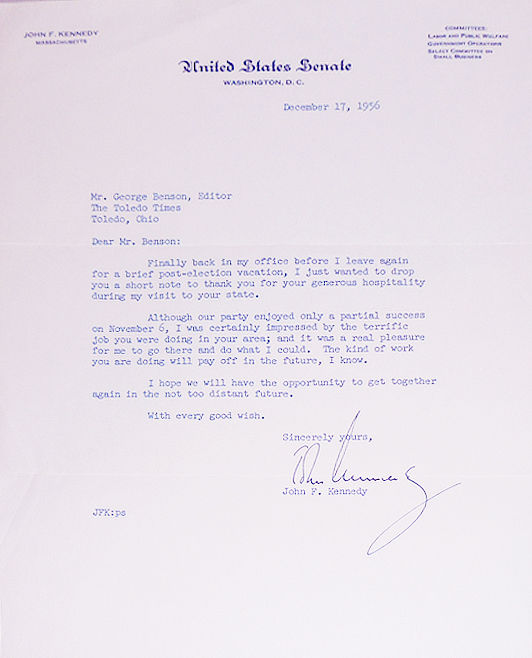 JOHN F. KENNEDY
MASSACHUSETTS
COMMITTEES:
LABOR AND PUBLIC WELFARE
GOVERNMENT OPERATIONS
SELECT COMMITTEE ON
SMALL BUSINESS
United States Senate
WASHINGTON, D.C.
December 17, 1956
Mr. George Benson, Editor
The Toledo Times
Toledo, Ohio
Dear Mr. Benson:
Finally back in my office before I leave again
for a brief post-election vacation, I just wanted to drop
you a short note to thank you for your generous hospitality
during my visit to your state.
Although our party enjoyed only a partial success
on November 6, I was certainly impressed by the terrific
job you were doing in your area; and it was a real pleasure
for me to go there and do what I could. The kind of work
you are doing will pay off in the future, I know.
I hope we will have the opportunity to get together
again in the not too distant future.
With every good wish.
Sincerely yours,
John Kennedy
John F. Kennedy
JFK:ps